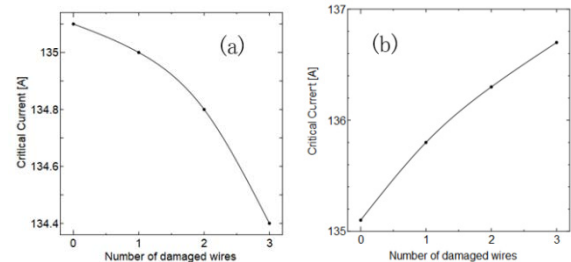 (a)
Critical Current [A]
135
134.8
134.6
134.4
0 1 2 3
Number of damaged wires
(b)
Critical Current [A]
137
136
135
0 1 2 3
Number of damaged wires